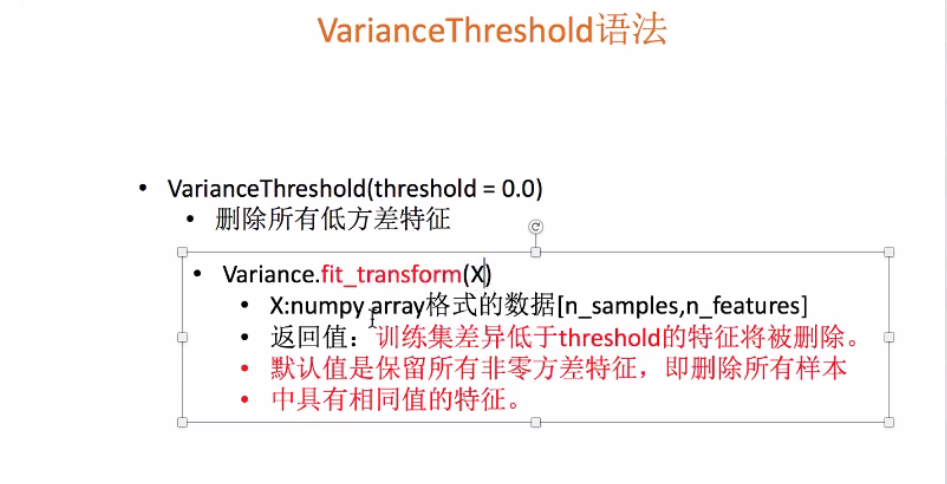 VarianceThreshold语法
• VarianceThreshold(threshold = 0.0)
• 删除所有低方差特征
• Variance.fit_transform(X)
• X:numpy array格式的数据[n_samples,n_features]
• 返回值：训练集差异低于threshold的特征将被删除。
• 默认值是保留所有非零方差特征，即删除所有样本
• 中具有相同值的特征。